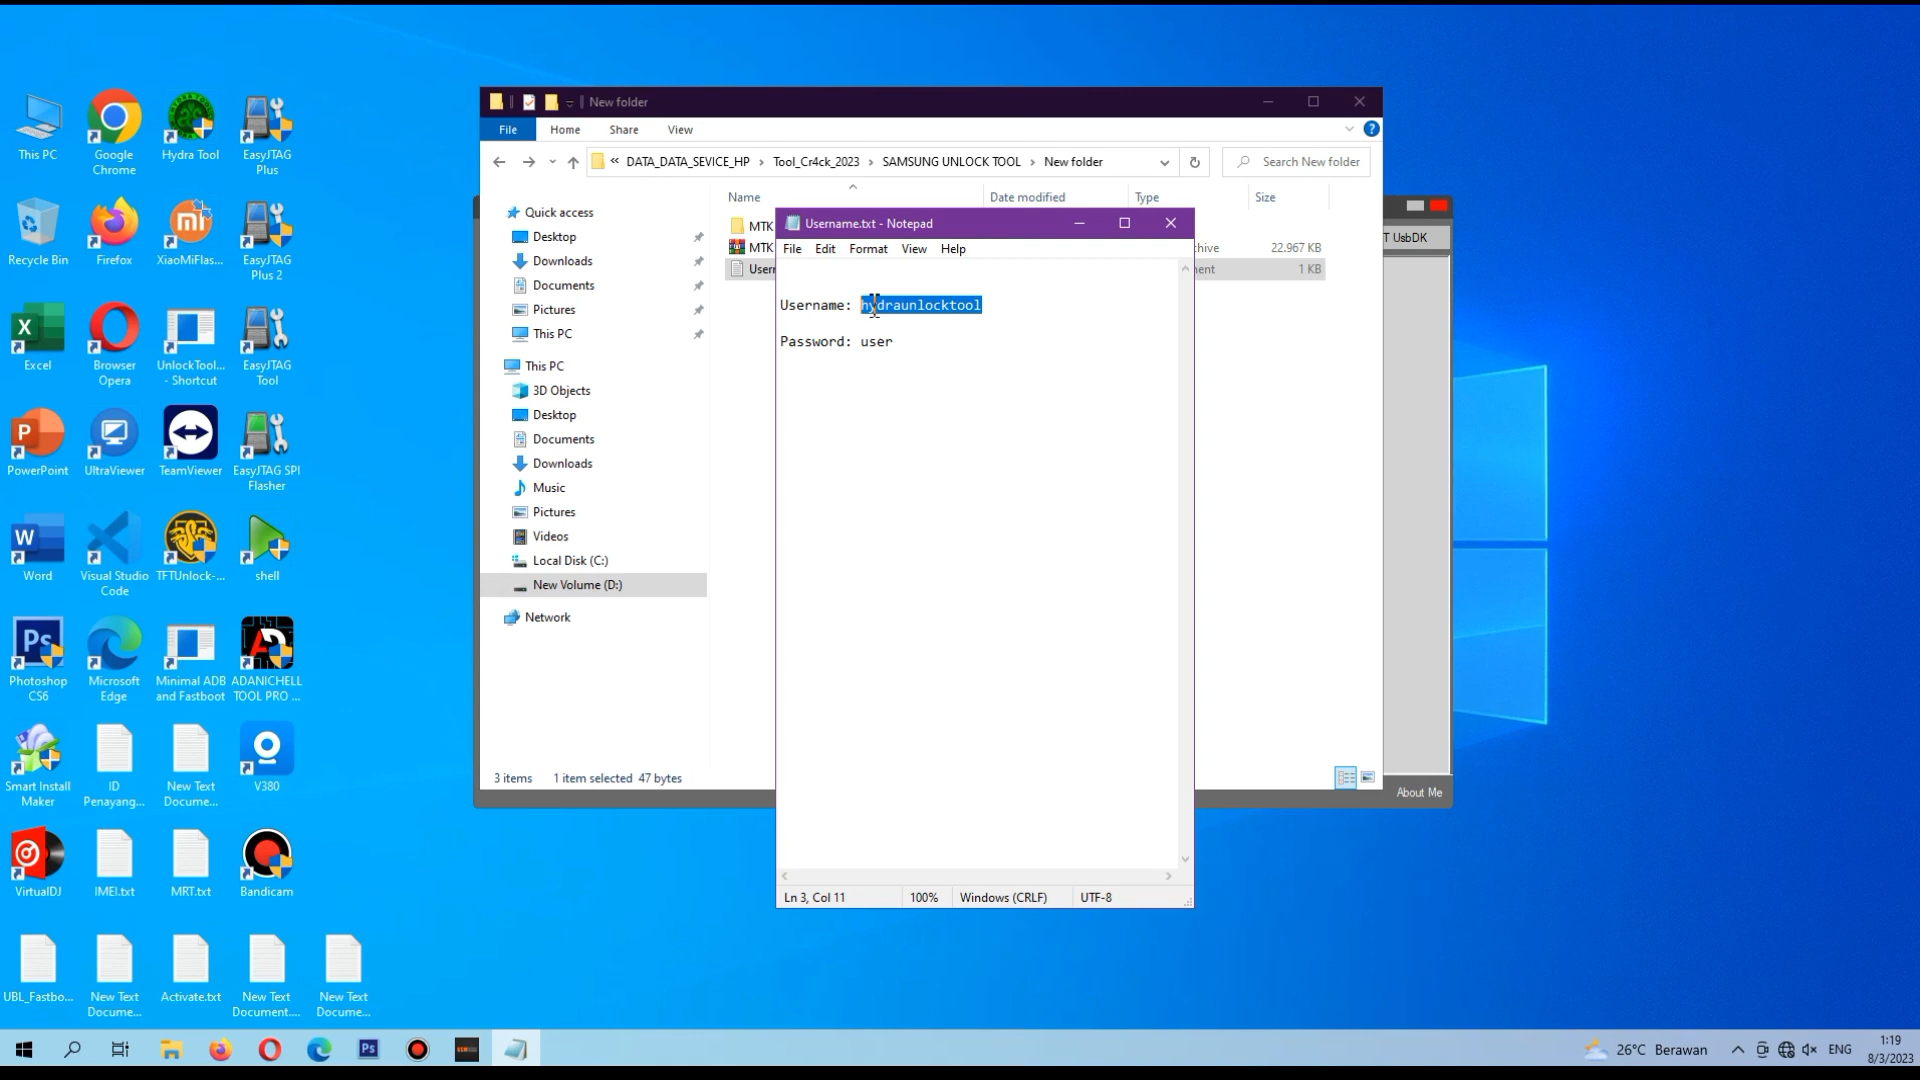 New folder
File Home Share View
DATA_DATA_SEVICE_HP Tool_Cr4ck_2023 SAMSUNG UNLOCK TOOL New folder
Search New folder
Name Date modified Type Size
Quick access
Desktop
Downloads
Documents
Pictures
This PC
This PC
3D Objects
Desktop
Documents
Downloads
Music
Pictures
Videos
Local Disk (C:)
New Volume (D:)
Network
MTK
MTK 22.967 KB
1 KB
3 items 1 item selected 47 bytes
Username.txt - Notepad
File Edit Format View Help
Username: hydraunlocktool
Password: user
Ln 3, Col 11 100% Windows (CRLF) UTF-8
UsbDK
About Me
This PC
Google Chrome
Hydra Tool
EasyJTAG Plus
Recycle Bin
Firefox
XiaoMiFlas...
EasyJTAG Plus 2
Excel
Browser Opera
UnlockTool... - Shortcut
EasyJTAG Tool
PowerPoint
UltraViewer
TeamViewer
EasyJTAG SPI Flasher
Word
Visual Studio Code
TFTUnlock-...
shell
Photoshop CS6
Microsoft Edge
Minimal ADB and Fastboot
ADANICHELL TOOL PRO ...
Smart Install Maker
ID Penayang...
New Text Docume...
V380
VirtualDJ
IMEI.txt
MRT.txt
Bandicam
UBL_Fastbo...
New Text Docume...
Activate.txt
New Text Document....
New Text Docume...
26°C Berawan
ENG
1:19
8/3/2023